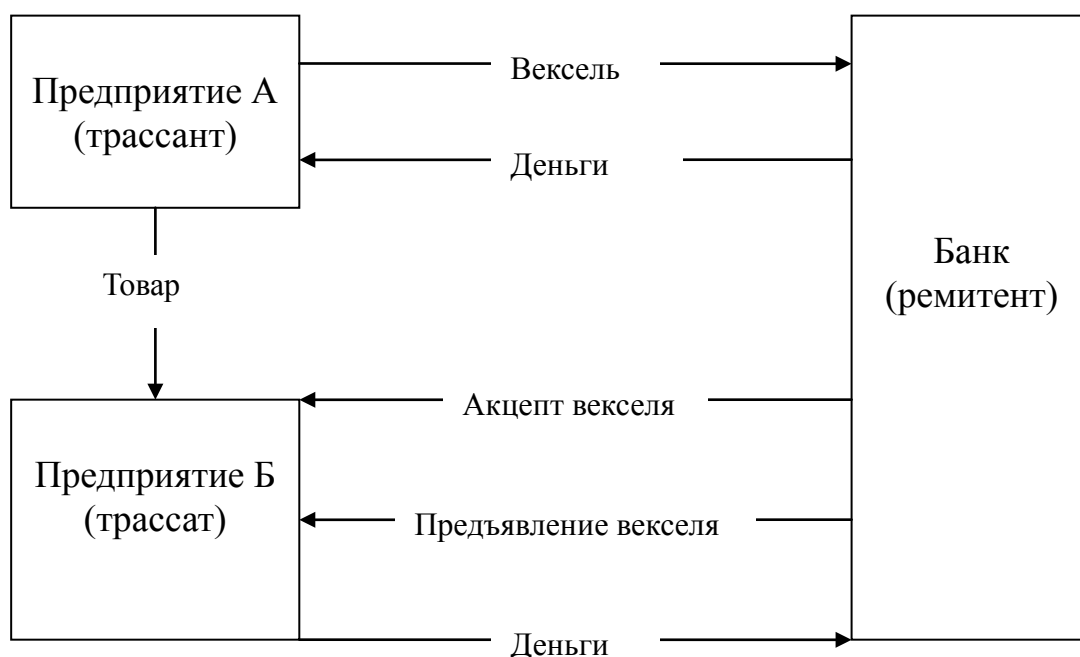 Предприятие А
(трассант)
Вексель
Деньги
Товар
Банк
(ремитент)
Акцепт векселя
Предприятие Б
(трассат)
Предъявление векселя
Деньги